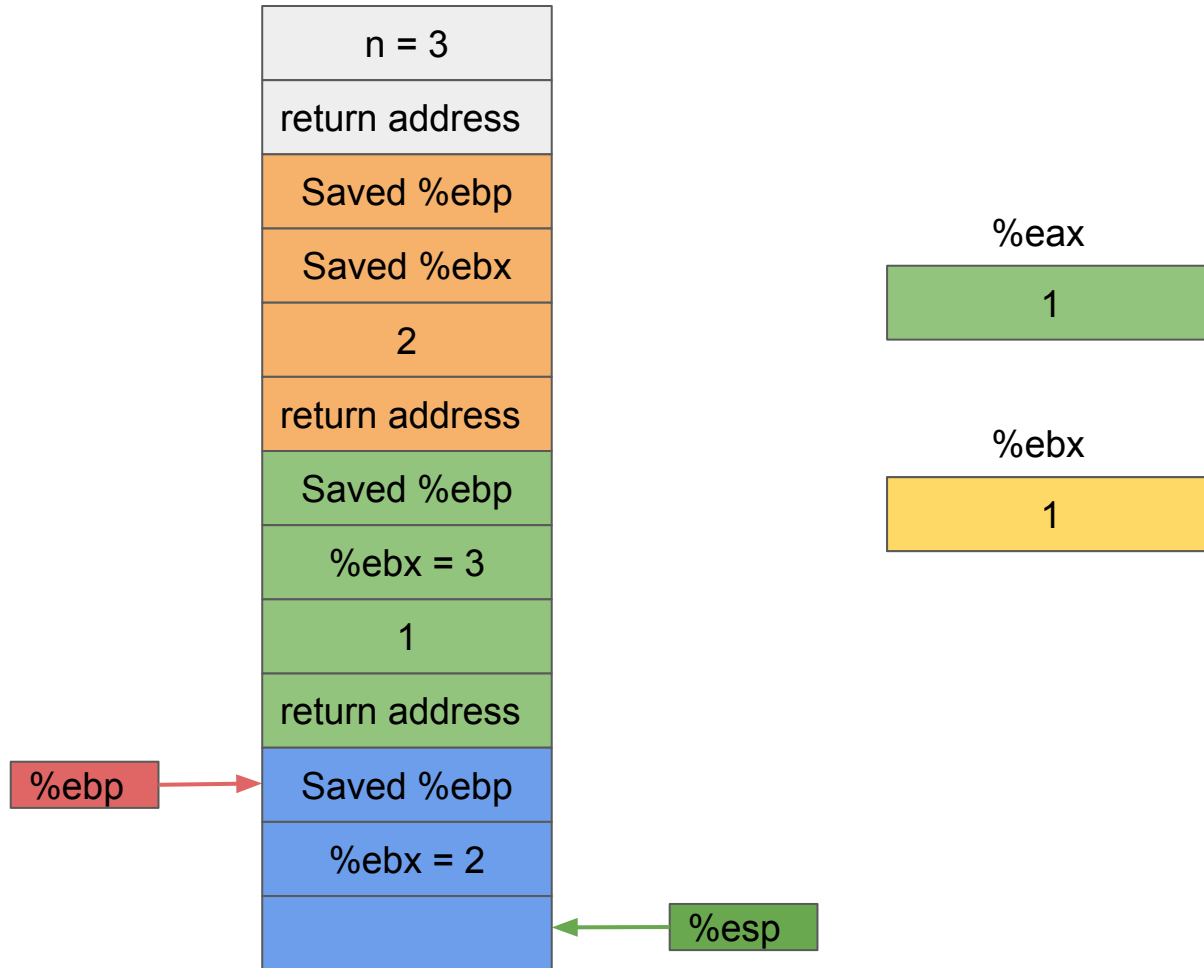 n = 3
return address
Saved %ebp
Saved %ebx
2
return address
Saved %ebp
%ebx = 3
1
return address
Saved %ebp
%ebx = 2
%ebp
%esp
%eax
1
%ebx
1